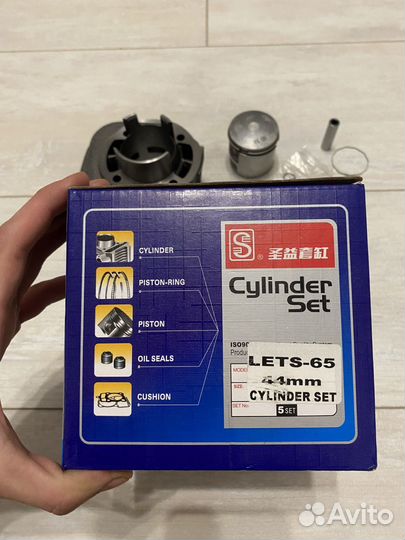 CYLINDER
PISTON-RING
PISTON
OIL SEALS
CUSHION
S
圣益套缸
Cylinder
Set
LETS-65
44mm
CYLINDER SET
5 SET
Avito